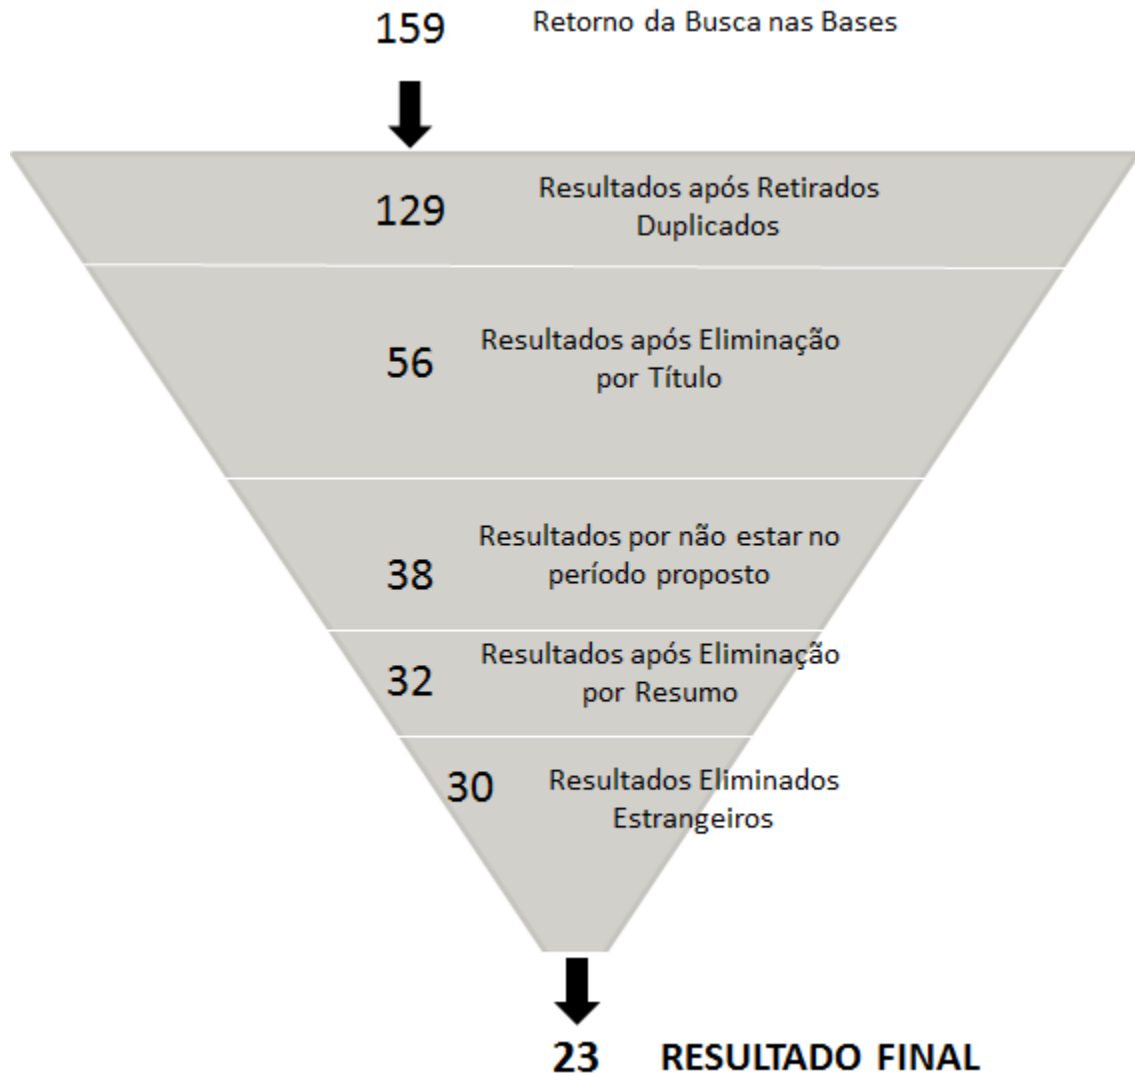 159 Retorno da Busca nas Bases
129 Resultados após Retirados
Duplicados
56 Resultados após Eliminação
por Título
38 Resultados por não estar no
período proposto
32 Resultados após Eliminação
por Resumo
30 Resultados Eliminados
Estrangeiros
23 RESULTADO FINAL